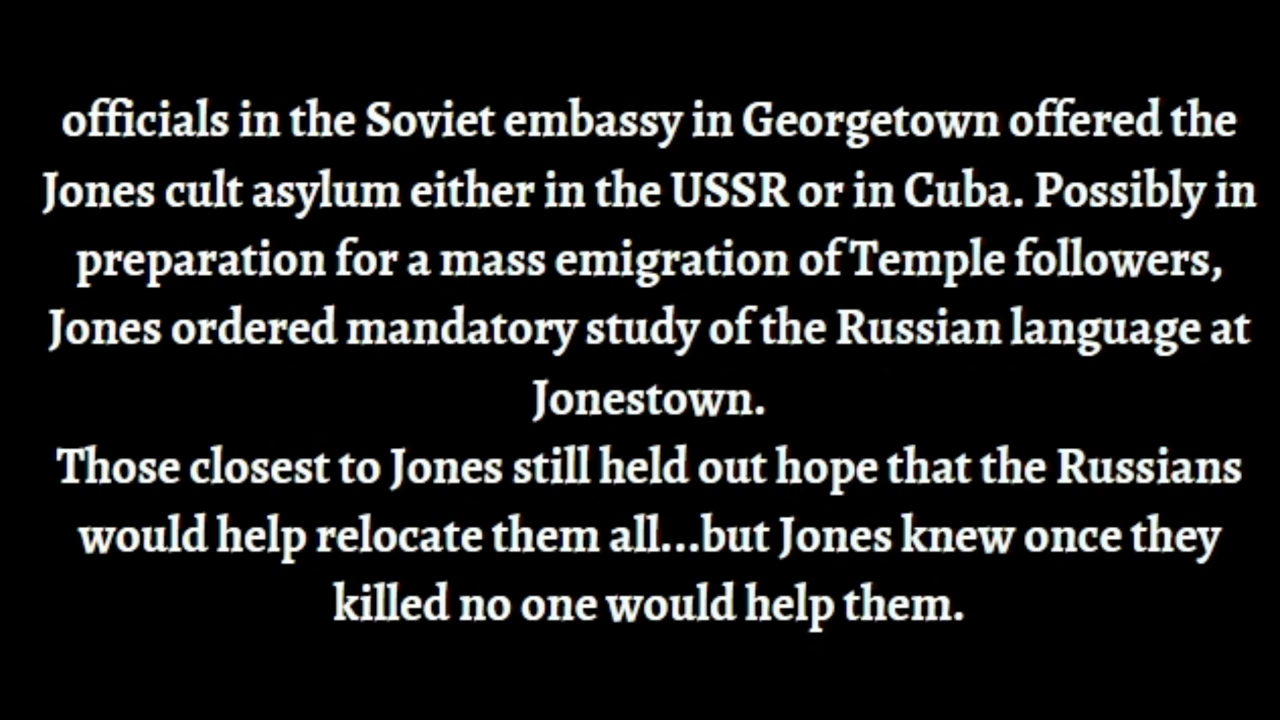 officials in the Soviet embassy in Georgetown offered the
Jones cult asylum either in the USSR or in Cuba. Possibly in
preparation for a mass emigration of Temple followers,
Jones ordered mandatory study of the Russian language at
Jonestown.
Those closest to Jones still held out hope that the Russians
would help relocate them all...but Jones knew once they
killed no one would help them.